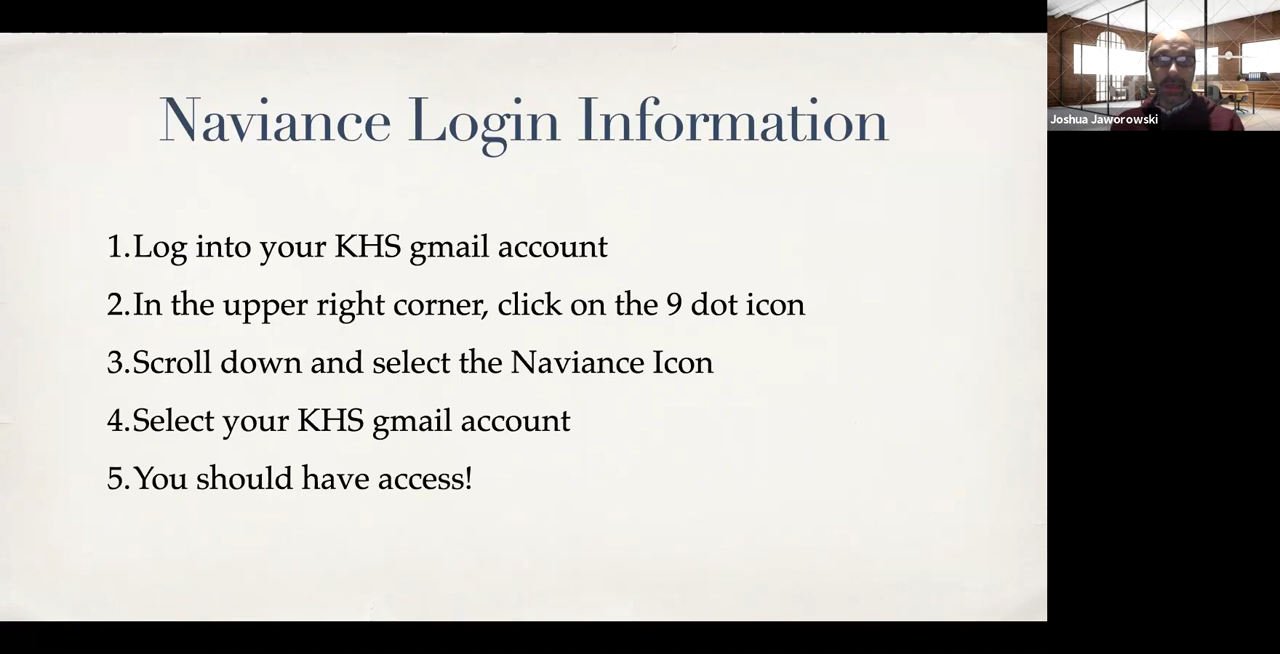 Naviance Login Information
1.Log into your KHS gmail account
2.In the upper right corner, click on the 9 dot icon
3.Scroll down and select the Naviance Icon
4.Select your KHS gmail account
5.You should have access!
Joshua Jaworowski